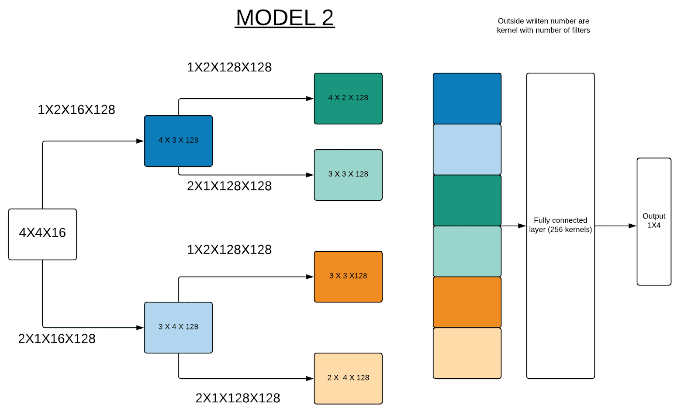 MODEL 2
Outside wriiten number are
kernel with number of filters
1X2X128X128
1X2X16X128
4 X 2 X 128
4 X 3 X 128
3 X 3 X 128
2X1X128X128
4X4X16
Fully connected
layer (256 kernels)
Output
1X4
1X2X128X128
3 X 3 X128
3 X 4 X 128
2X1X16X128
2 X 4 X 128
2X1X128X128